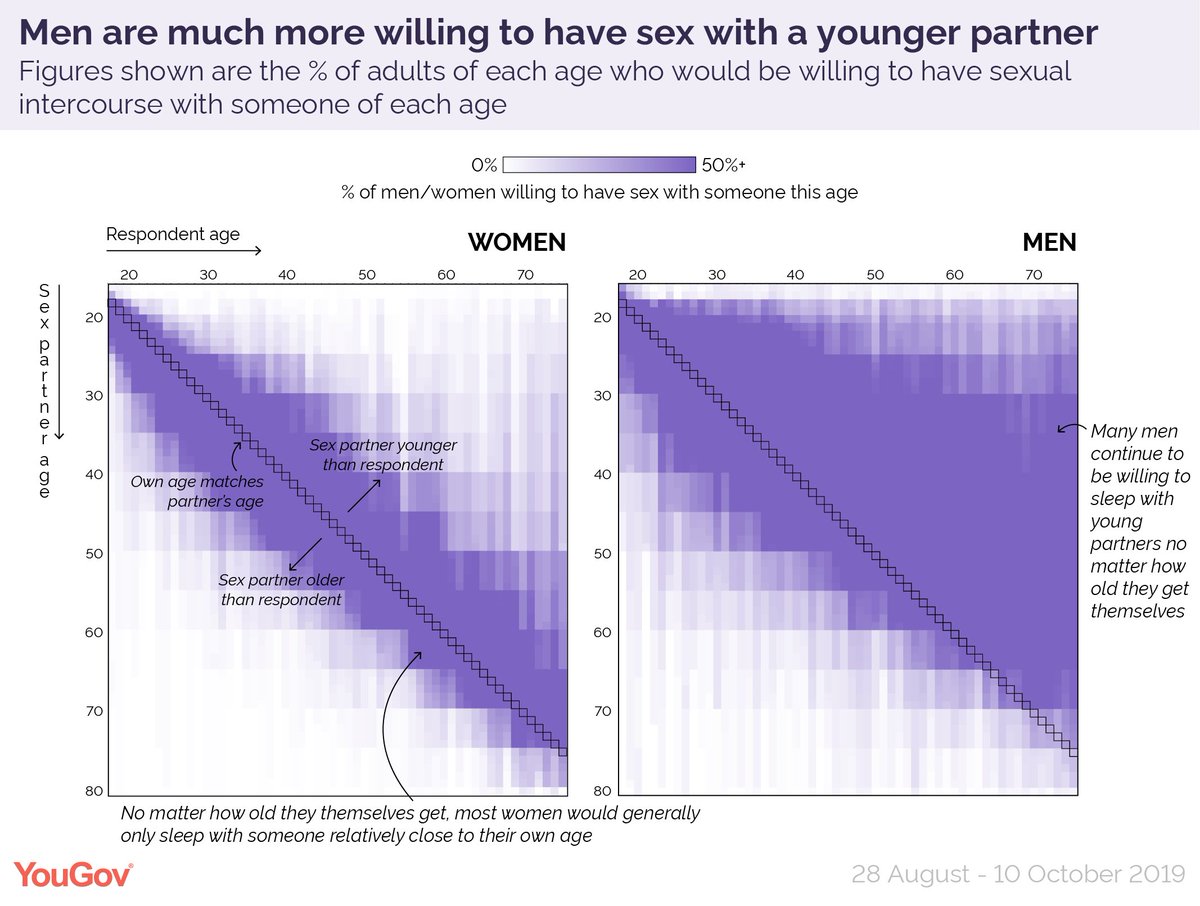 Men are much more willing to have sex with a younger partner
Figures shown are the % of adults of each age who would be willing to have sexual
intercourse with someone of each age
0% 50%+
% of men/women willing to have sex with someone this age
Respondent age
WOMEN
MEN
20 30 40 50 60 70
20 30 40 50 60 70
Sex partner age
20
30
40
50
60
70
80
20
30
40
50
60
70
80
Sex partner younger
than respondent
Own age matches
partner's age
Sex partner older
than respondent
Many men
continue to
be willing to
sleep with
young
partners no
matter how
old they get
themselves
No matter how old they themselves get, most women would generally
only sleep with someone relatively close to their own age
YouGov®
28 August - 10 October 2019